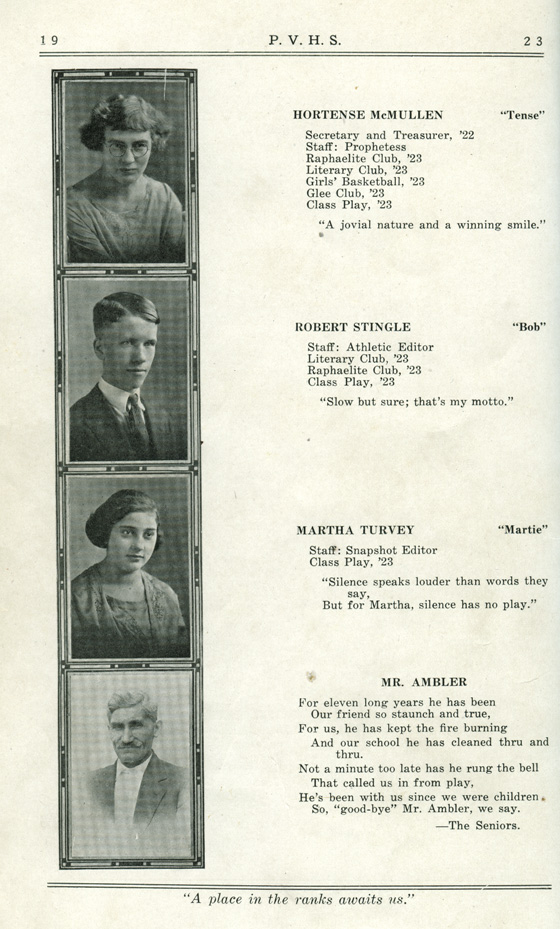 19 P. V. H. S. 23
HORTENSE McMULLEN "Tense"
Secretary and Treasurer, '22
Staff: Prophetess
Raphaelite Club, '23
Literary Club, '23
Girls' Basketball, '23
Glee Club, '23
Class Play, '23
"A jovial nature and a winning smile."
ROBERT STINGLE "Bob"
Staff: Athletic Editor
Literary Club, '23
Raphaelite Club, '23
Class Play, '23
"Slow but sure; that's my motto."
MARTHA TURVEY "Martie"
Staff: Snapshot Editor
Class Play, '23
"Silence speaks louder than words they
say,
But for Martha, silence has no play."
MR. AMBLER
For eleven long years he has been
Our friend so staunch and true,
For us, he has kept the fire burning
And our school he has cleaned thru and
thru.
Not a minute too late has he rung the bell
That called us in from play,
He's been with us since we were children.
So, "good-bye" Mr. Ambler, we say.
—The Seniors.
"A place in the ranks awaits us."